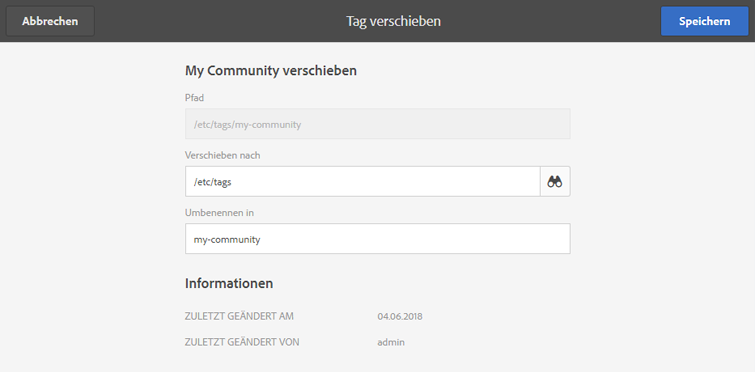 Abbrechen
Tag verschieben
Speichern
My Community verschieben
Pfad
/etc/tags/my-community
Verschieben nach
/etc/tags
Umbenennen in
my-community
Informationen
ZULETZT GEÄNDERT AM 04.06.2018
ZULETZT GEÄNDERT VON admin